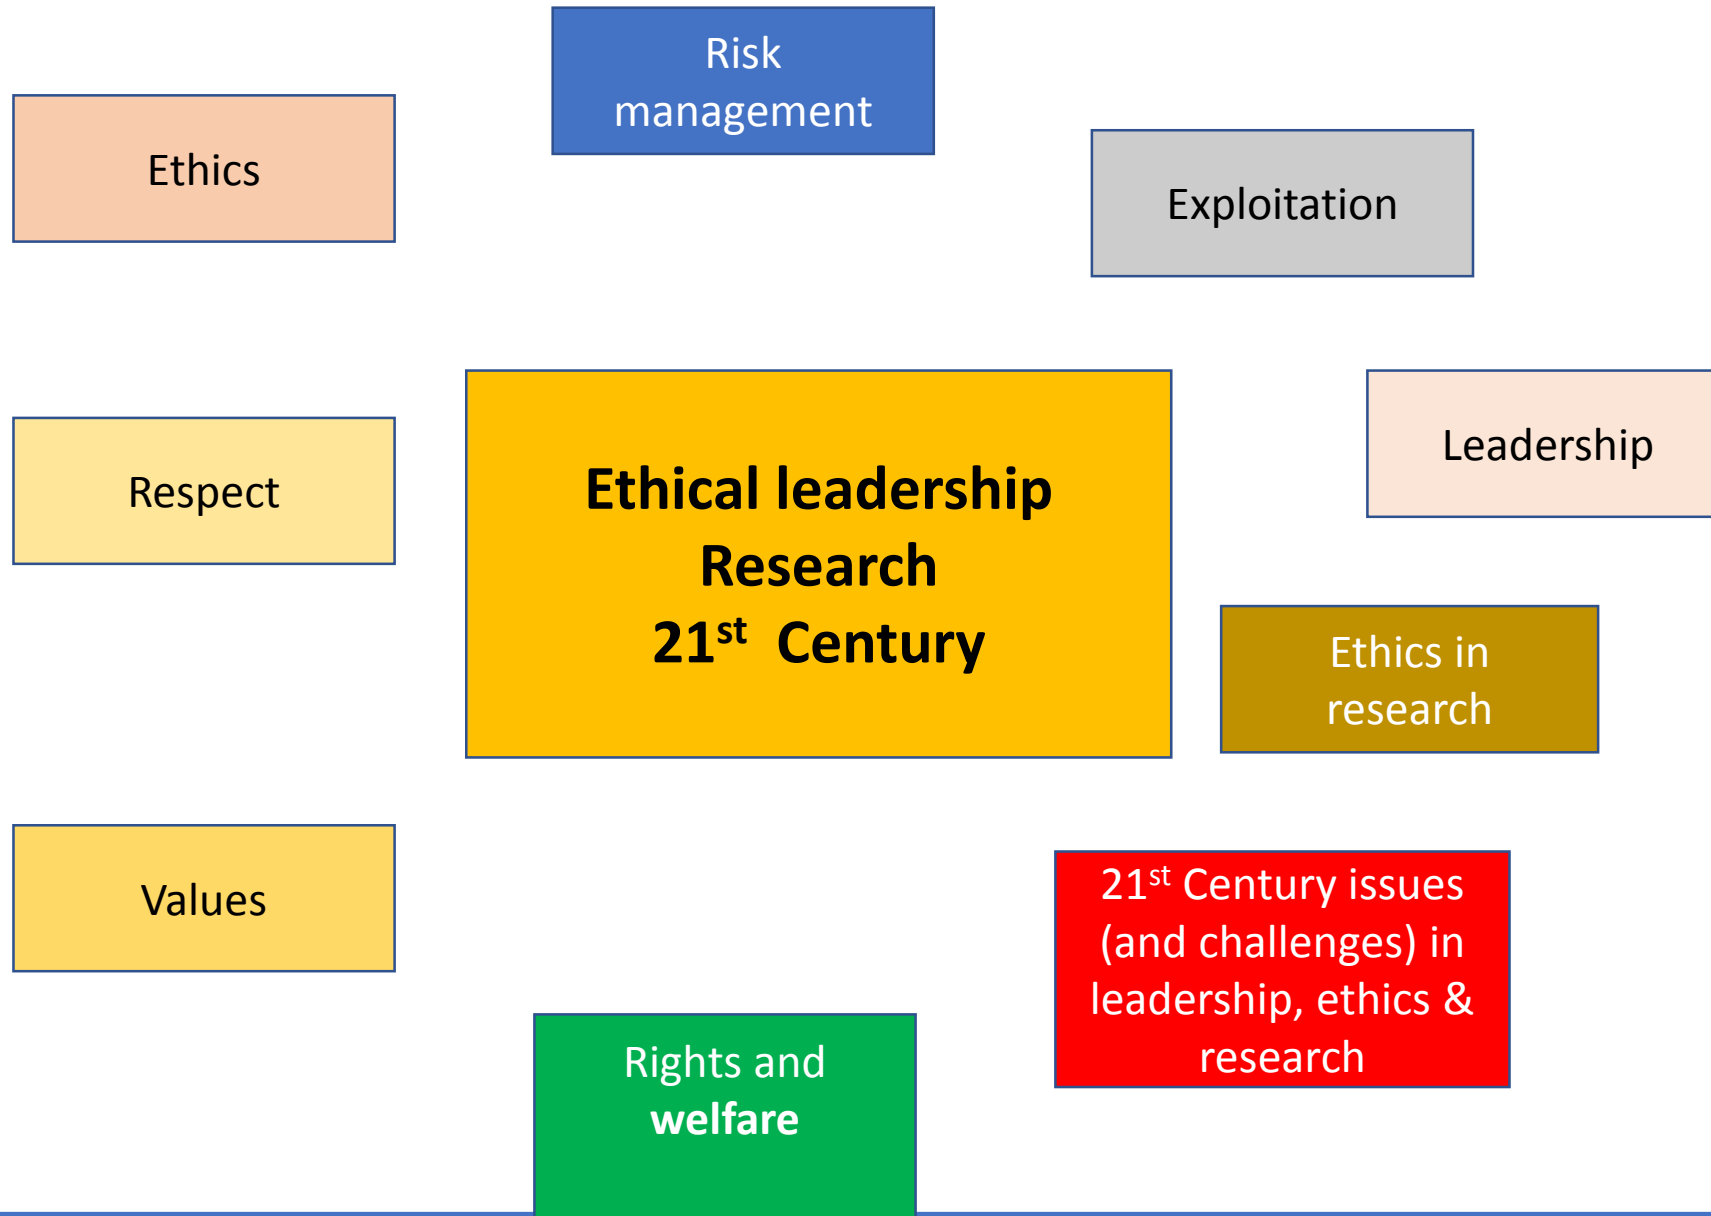 Risk
management
Ethics
Exploitation
Leadership
Respect
Ethical leadership
Research
21st Century
Ethics in
research
Values
21st Century issues
(and challenges) in
leadership, ethics &
research
Rights and
welfare